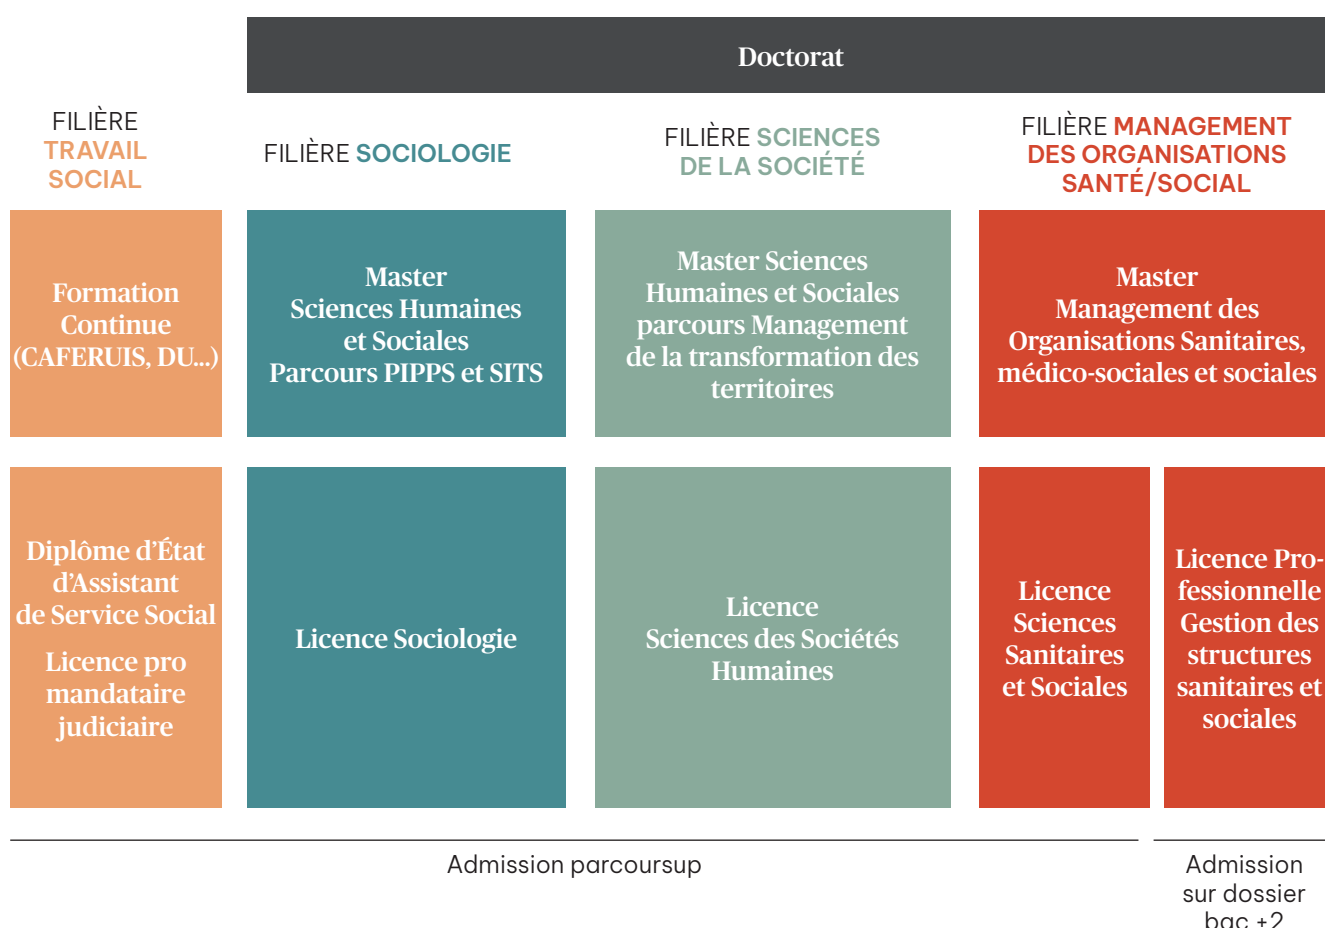 Doctorat
FILIÈRE
TRAVAIL
SOCIAL
FILIÈRE SOCIOLOGIE
FILIÈRE SCIENCES
DE LA SOCIÉTÉ
FILIÈRE MANAGEMENT
DES ORGANISATIONS
SANTÉ/SOCIAL
Formation
Continue
(CAFERUIS, DU...)
Master
Sciences Humaines
et Sociales
Parcours PIPPS et SITS
Master Sciences
Humaines et Sociales
parcours Management
de la transformation des
territoires
Master
Management des
Organisations Sanitaires,
médico-sociales et sociales
Diplôme d’État
d’Assistant
de Service Social
Licence pro
mandataire
judiciaire
Licence Sociologie
Licence
Sciences des Sociétés
Humaines
Licence
Sciences
Sanitaires
et Sociales
Licence Pro-
fessionnelle
Gestion des
structures
sanitaires et
sociales
Admission parcoursup
Admission
sur dossier
bac +2